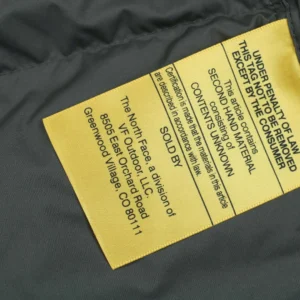 UNDER PENALTY OF LAW
THIS TAG NOT TO BE REMOVED
EXCEPT BY THE CONSUMER
This article contains
SECOND HAND MATERIAL
consisting of
CONTENTS UNKNOWN
Certification is made that the materials in this article
are described in accordance with law.
SOLD BY
The North Face, a division of
VF Outdoor, LLC.
8505 East Orchard Road
Greenwood Village, CO 80111